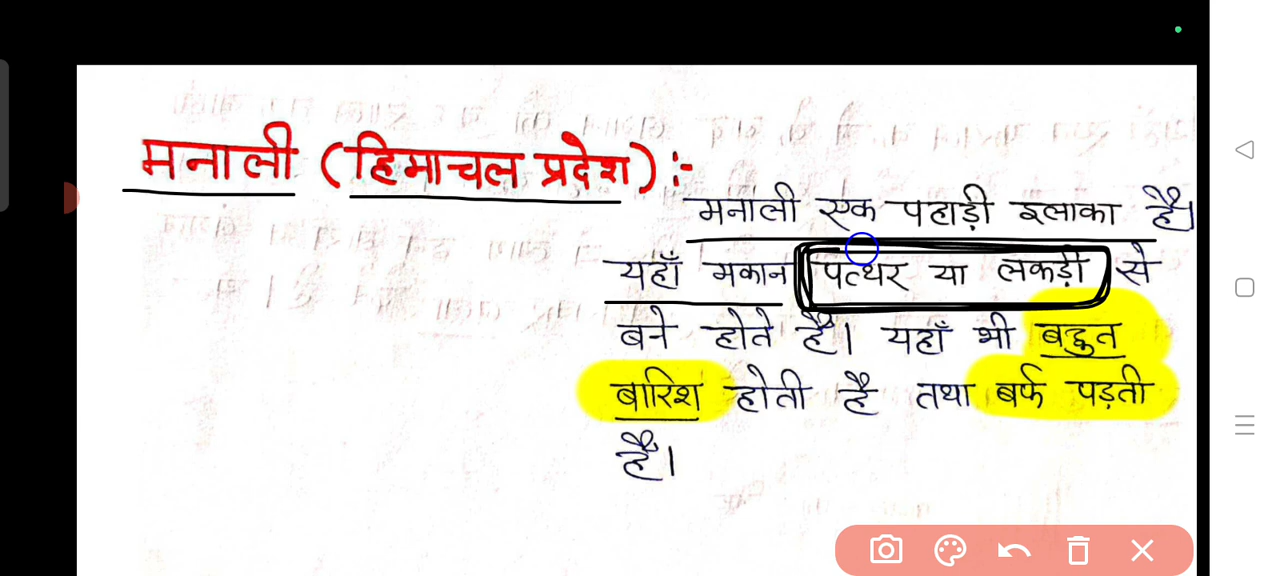 मनाली (हिमाचल प्रदेश) :-
मनाली एक पहाड़ी इलाका है।
यहाँ मकान पत्थर या लकड़ी से
बने होते हैं। यहाँ भी बहुत
बारिश होती है तथा बर्फ पड़ती
है।